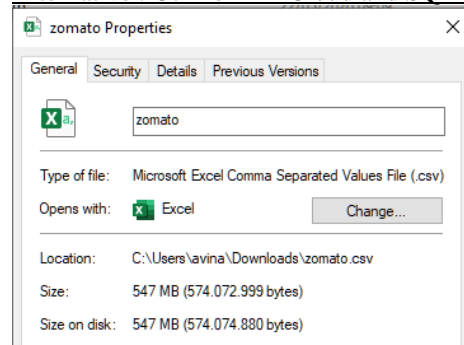 zomato Properties
General Security Details Previous Versions
zomato
Type of file: Microsoft Excel Comma Separated Values File (.csv)
Opens with: Excel Change...
Location: C:\Users\avina\Downloads\zomato.csv
Size: 547 MB (574.072.999 bytes)
Size on disk: 547 MB (574.074.880 bytes)